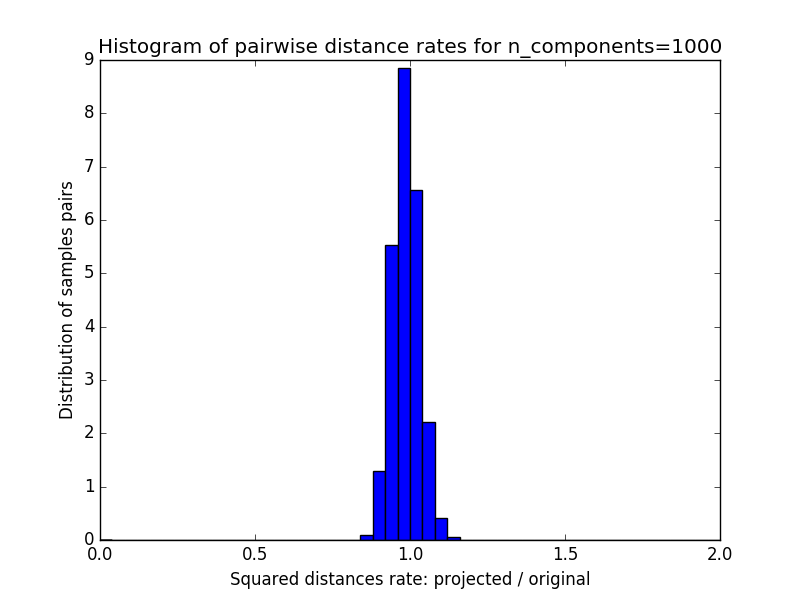 Histogram of pairwise distance rates for n_components=1000
9
8
7
6
5
4
3
2
1
0
Distribution of samples pairs
0.0 0.5 1.0 1.5 2.0
Squared distances rate: projected / original